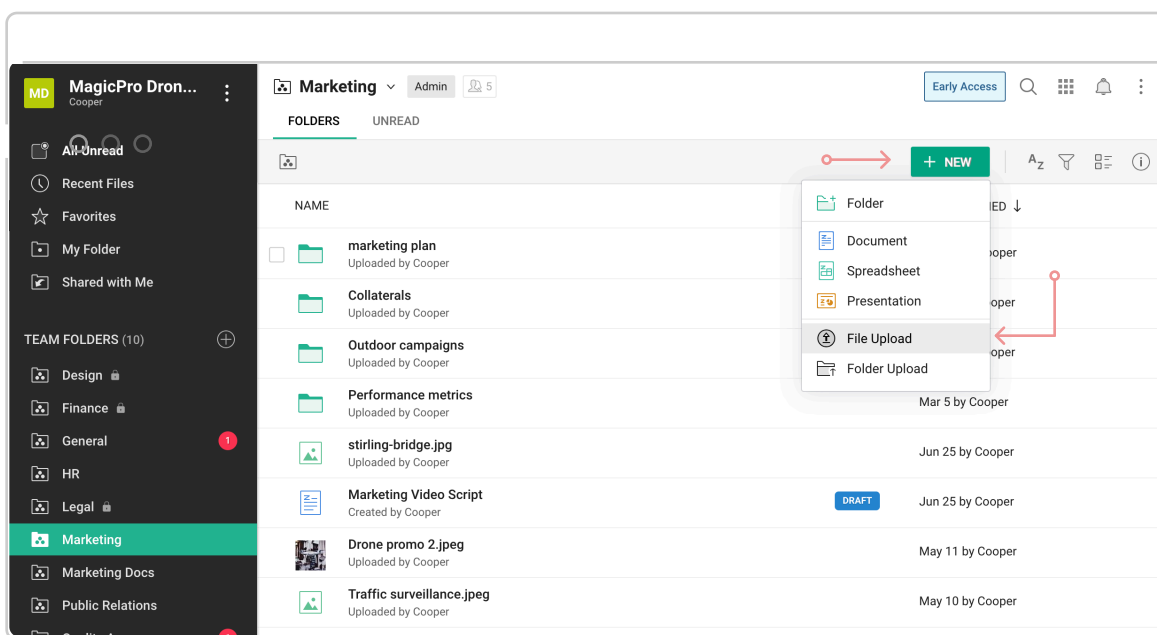 MD
MagicPro Dron...
Cooper
All Unread
Recent Files
Favorites
My Folder
Shared with Me
TEAM FOLDERS (10)
Design
Finance
General 1
HR
Legal
Marketing
Marketing Docs
Public Relations
Marketing Admin 5
Early Access
FOLDERS UNREAD
+ NEW
AZ
NAME
Folder
Document
Spreadsheet
Presentation
File Upload
Folder Upload
marketing plan
Uploaded by Cooper
Collaterals
Uploaded by Cooper
Outdoor campaigns
Uploaded by Cooper
Performance metrics
Uploaded by Cooper
Mar 5 by Cooper
stirling-bridge.jpg
Uploaded by Cooper
Jun 25 by Cooper
Marketing Video Script
Created by Cooper
DRAFT
Jun 25 by Cooper
Drone promo 2.jpeg
Uploaded by Cooper
May 11 by Cooper
Traffic surveillance.jpeg
Uploaded by Cooper
May 10 by Cooper